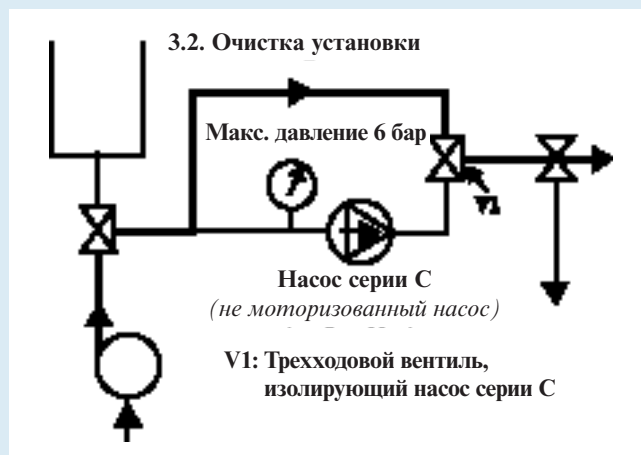 3.2. Очистка установки
Макс. давление 6 бар
V1
Насос серии С
(не моторизованный насос)
V1: Трехходовой вентиль,
изолирующий насос серии С